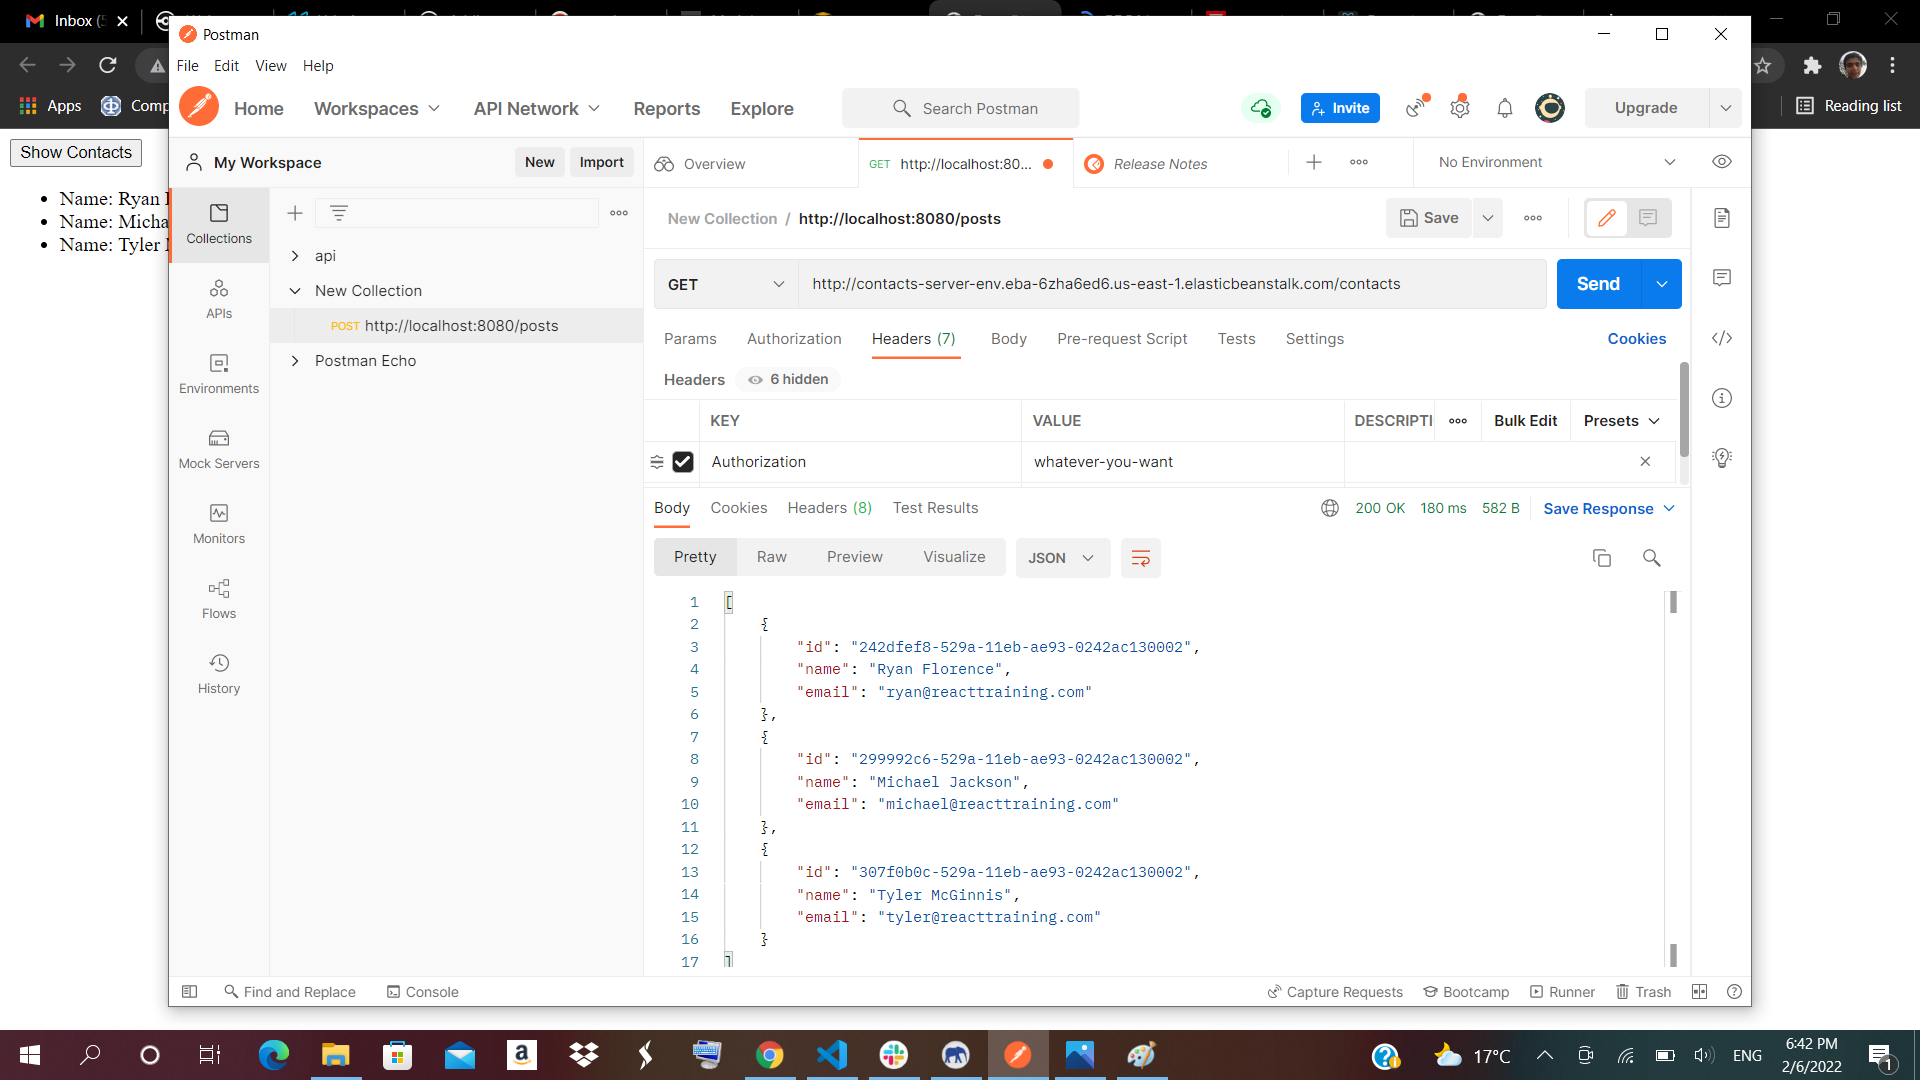 Inbox (5
Postman
File Edit View Help
Apps Comp
Home Workspaces API Network Reports Explore Search Postman Invite Upgrade
Reading list
Show Contacts
Name: Ryan
Name: Micha
Name: Tyler
My Workspace New Import
Overview GET http://localhost:80... Release Notes No Environment
Collections
APIs
Environments
Mock Servers
Monitors
Flows
History
api
New Collection
POST http://localhost:8080/posts
Postman Echo
New Collection / http://localhost:8080/posts Save
GET http://contacts-server-env.eba-6zha6ed6.us-east-1.elasticbeanstalk.com/contacts Send
Params Authorization Headers (7) Body Pre-request Script Tests Settings Cookies
Headers 6 hidden
KEY VALUE DESCRIPTI Bulk Edit Presets
Authorization whatever-you-want
Body Cookies Headers (8) Test Results 200 OK 180 ms 582 B Save Response
Pretty Raw Preview Visualize JSON
1 [
2 {
3 "id": "242dfef8-529a-11eb-ae93-0242ac130002",
4 "name": "Ryan Florence",
5 "email": "ryan@reacttraining.com"
6 },
7 {
8 "id": "299992c6-529a-11eb-ae93-0242ac130002",
9 "name": "Michael Jackson",
10 "email": "michael@reacttraining.com"
11 },
12 {
13 "id": "307f0b0c-529a-11eb-ae93-0242ac130002",
14 "name": "Tyler McGinnis",
15 "email": "tyler@reacttraining.com"
16 }
17 ]
Find and Replace Console Capture Requests Bootcamp Runner Trash
17°C ENG 6:42 PM
2/6/2022
1